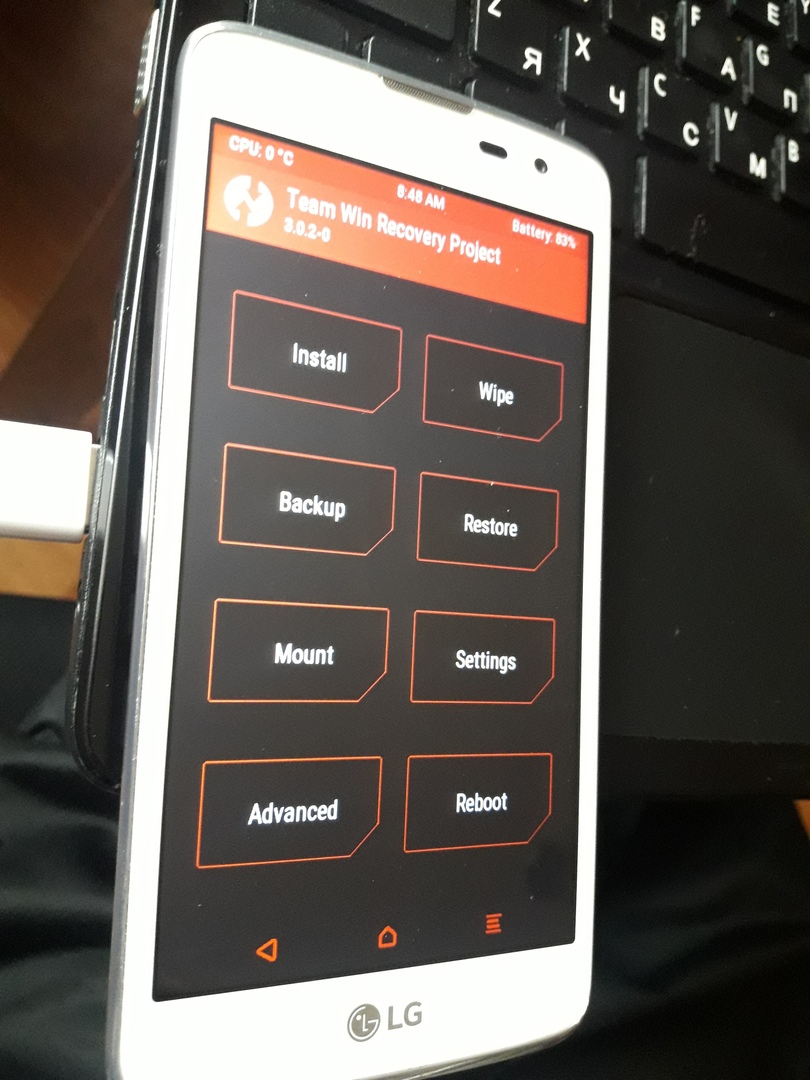 Z Я
X Ч
B
C С
F А
V М
E
G П
B
CPU: 0 °C
8:48 AM
Battery: 83%
Team Win Recovery Project
3.0.2-0
Install
Wipe
Backup
Restore
Mount
Settings
Advanced
Reboot
LG